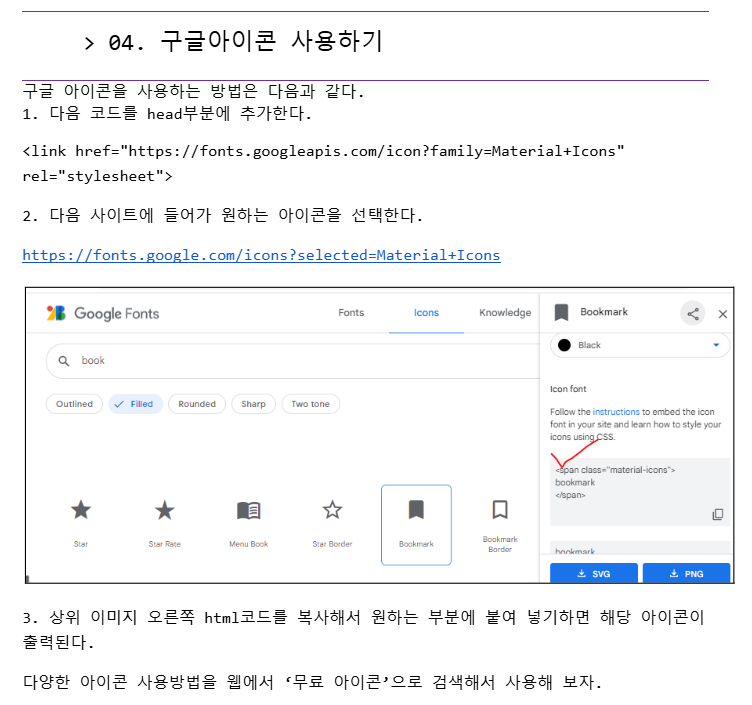 > 04. 구글아이콘 사용하기
구글 아이콘을 사용하는 방법은 다음과 같다.
1. 다음 코드를 head부분에 추가한다.
<link href="https://fonts.googleapis.com/icon?family=Material+Icons"
rel="stylesheet">
2. 다음 사이트에 들어가 원하는 아이콘을 선택한다.
https://fonts.google.com/icons?selected=Material+Icons
Google Fonts
Fonts Icons Knowledge
book
Outlined Filled Rounded Sharp Two tone
Star Star Rate Menu Book Star Border Bookmark Bookmark
Border
Bookmark
Black
Icon font
Follow the instructions to embed the icon
font in your site and learn how to style your
icons using CSS.
<span class="material-icons">
bookmark
</span>
bookmark
SVG PNG
3. 상위 이미지 오른쪽 html코드를 복사해서 원하는 부분에 붙여 넣기하면 해당 아이콘이
출력된다.
다양한 아이콘 사용방법을 웹에서 ‘무료 아이콘’으로 검색해서 사용해 보자.